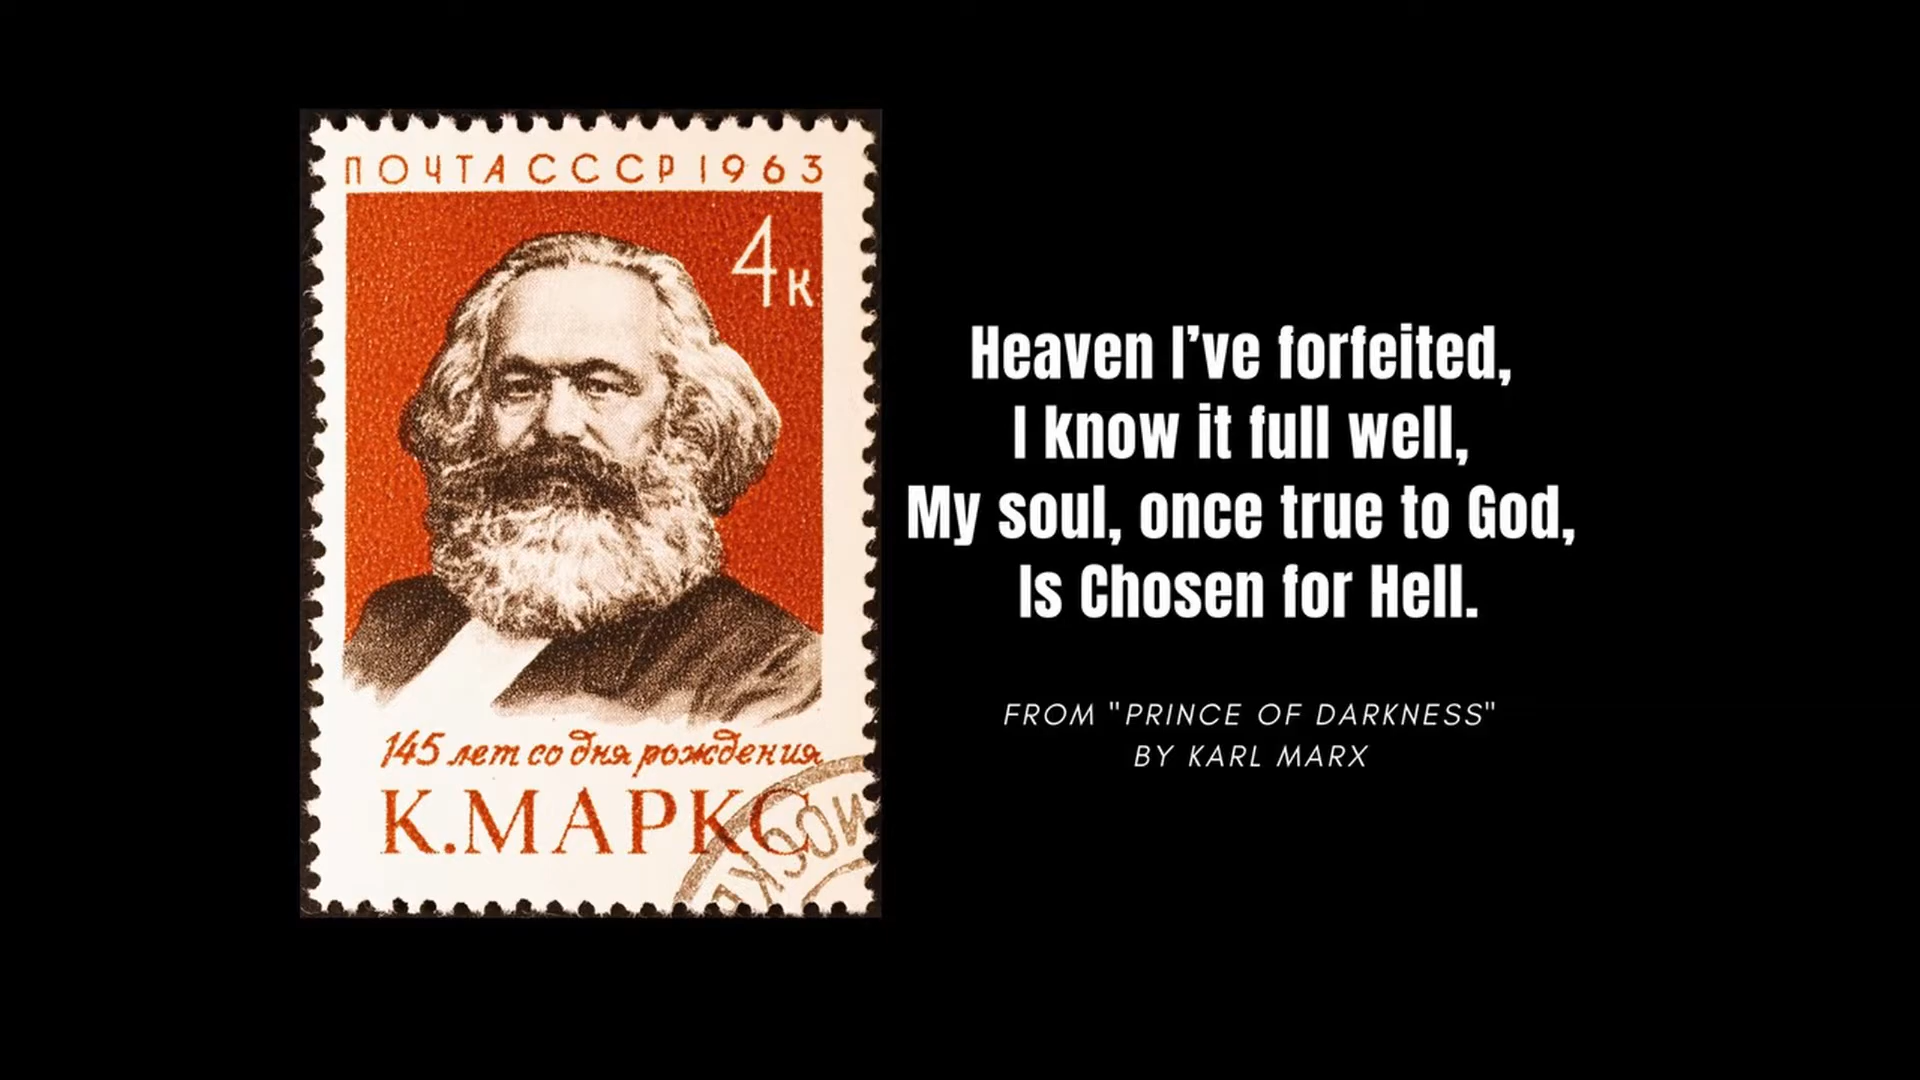 ПОЧТА СССР 1963
4к
145 лет со дня рождения
К.МАРКС
Heaven I’ve forfeited,
I know it full well,
My soul, once true to God,
Is Chosen for Hell.
FROM "PRINCE OF DARKNESS"
BY KARL MARX